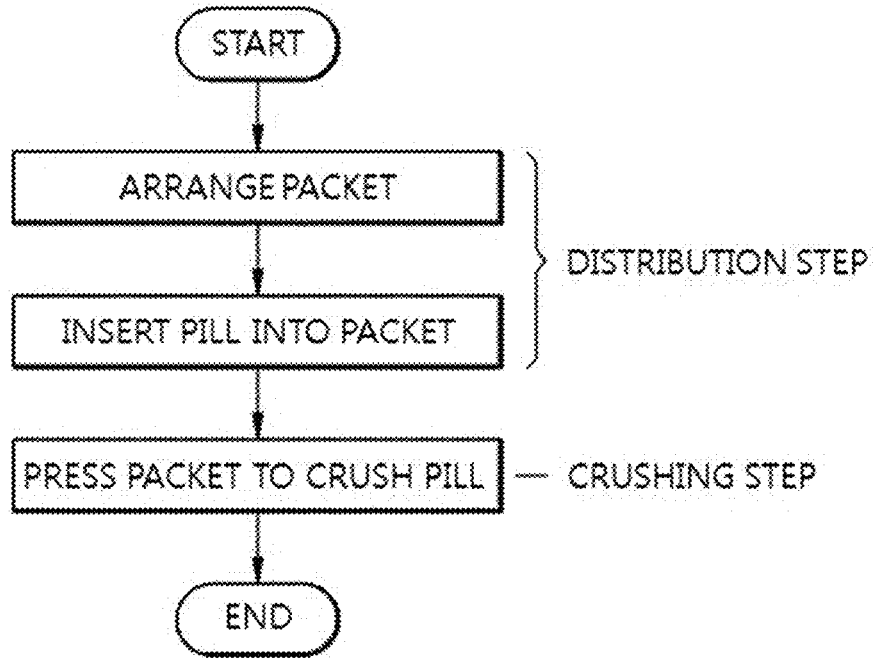 START
ARRANGE PACKET
DISTRIBUTION STEP
INSERT PILL INTO PACKET
PRESS PACKET TO CRUSH PILL
CRUSHING STEP
END